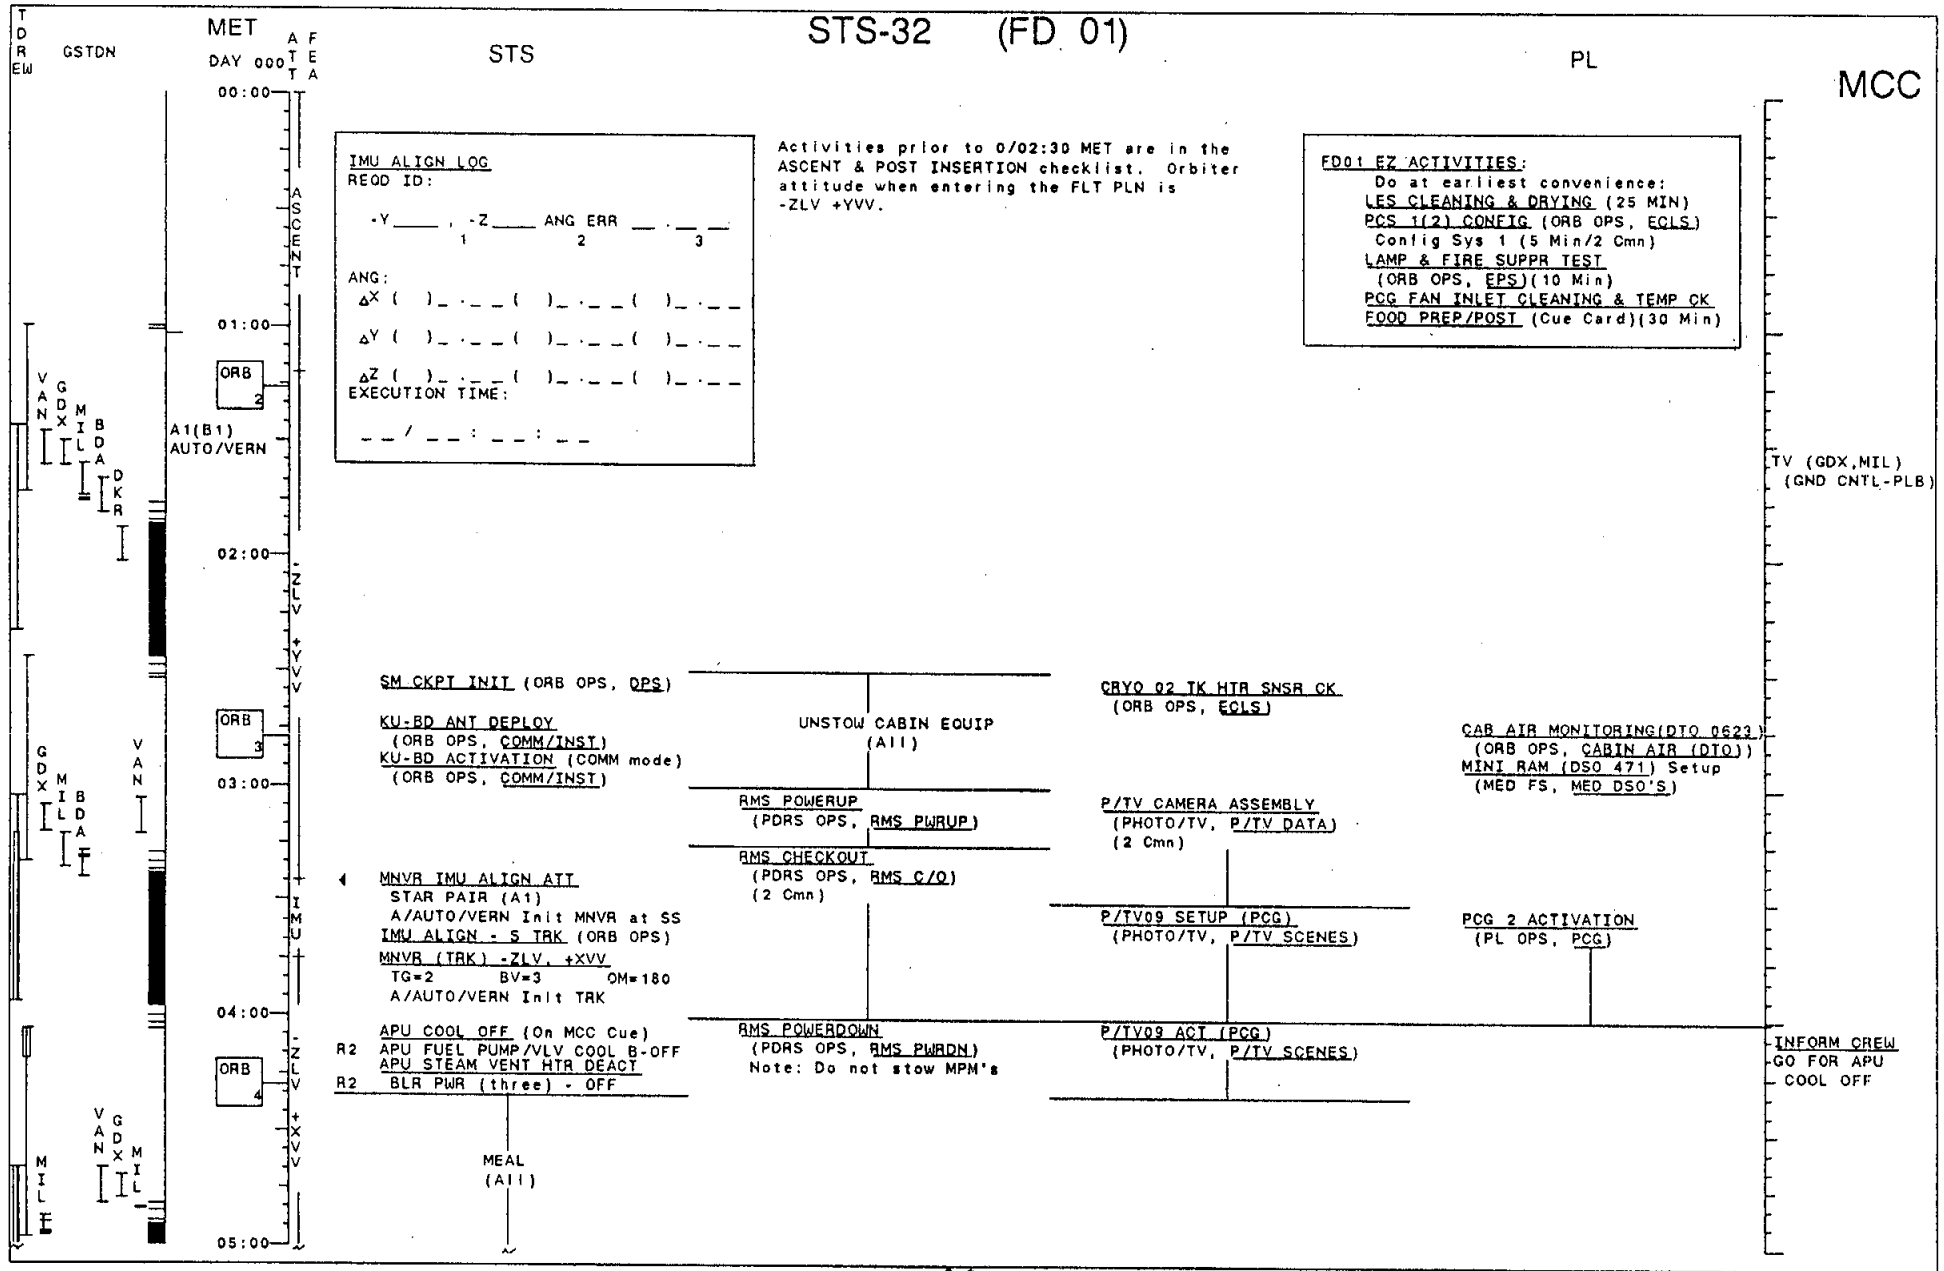 STS-32 (FD 01)
TDREW
GSTDN
MET
DAY 000
ATT
FEA
STS
PL
MCC
00:00
01:00
02:00
03:00
04:00
05:00
ORB 2
ORB 3
ORB 4
A1(B1)
AUTO/VERN
VAN
GDX
MIL
BDA
DKR
GDX
MIL
BDA
VAN
MIL
VAN
GDX
MIL
ASCENT
-ZLV +YVV
IMU
-ZLV +XVV
IMU ALIGN LOG
REQD ID:
-Y____ , -Z____ ANG ERR __ . __ __
1 2 3
ANG:
ΔX ( )_ . _ _ ( )_ . _ _ ( )_ . _ _
ΔY ( )_ . _ _ ( )_ . _ _ ( )_ . _ _
ΔZ ( )_ . _ _ ( )_ . _ _ ( )_ . _ _
EXECUTION TIME:
_ _ / _ _ : _ _ : _ _
Activities prior to 0/02:30 MET are in the
ASCENT & POST INSERTION checklist. Orbiter
attitude when entering the FLT PLN is
-ZLV +YVV.
FD01 EZ ACTIVITIES:
Do at earliest convenience:
LES CLEANING & DRYING (25 MIN)
PCS 1(2) CONFIG (ORB OPS, ECLS)
Config Sys 1 (5 Min/2 Cmn)
LAMP & FIRE SUPPR TEST
(ORB OPS, EPS)(10 Min)
PCG FAN INLET CLEANING & TEMP CK
FOOD PREP/POST (Cue Card)(30 Min)
TV (GDX,MIL)
(GND CNTL-PLB)
SM CKPT INIT (ORB OPS, DPS)
KU-BD ANT DEPLOY
(ORB OPS, COMM/INST)
KU-BD ACTIVATION (COMM mode)
(ORB OPS, COMM/INST)
MNVR IMU ALIGN ATT
STAR PAIR (A1)
A/AUTO/VERN Init MNVR at SS
IMU ALIGN - S TRK (ORB OPS)
MNVR (TRK) -ZLV, +XVV
TG=2 BV=3 OM=180
A/AUTO/VERN Init TRK
APU COOL OFF (On MCC Cue)
R2 APU FUEL PUMP/VLV COOL B-OFF
APU STEAM VENT HTR DEACT
R2 BLR PWR (three) - OFF
MEAL
(All)
UNSTOW CABIN EQUIP
(All)
RMS POWERUP
(PDRS OPS, RMS PWRUP)
RMS CHECKOUT
(PDRS OPS, RMS C/O)
(2 Cmn)
RMS POWERDOWN
(PDRS OPS, RMS PWRDN)
Note: Do not stow MPM's
CRYO 02 TK HTR SNSR CK
(ORB OPS, ECLS)
P/TV CAMERA ASSEMBLY
(PHOTO/TV, P/TV DATA)
(2 Cmn)
P/TV09 SETUP (PCG)
(PHOTO/TV, P/TV SCENES)
P/TV09 ACT (PCG)
(PHOTO/TV, P/TV SCENES)
CAB AIR MONITORING(DTO 0623)
(ORB OPS, CABIN AIR (DTO))
MINI RAM (DSO 471) Setup
(MED FS, MED DSO'S)
PCG 2 ACTIVATION
(PL OPS, PCG)
INFORM CREW
GO FOR APU
COOL OFF